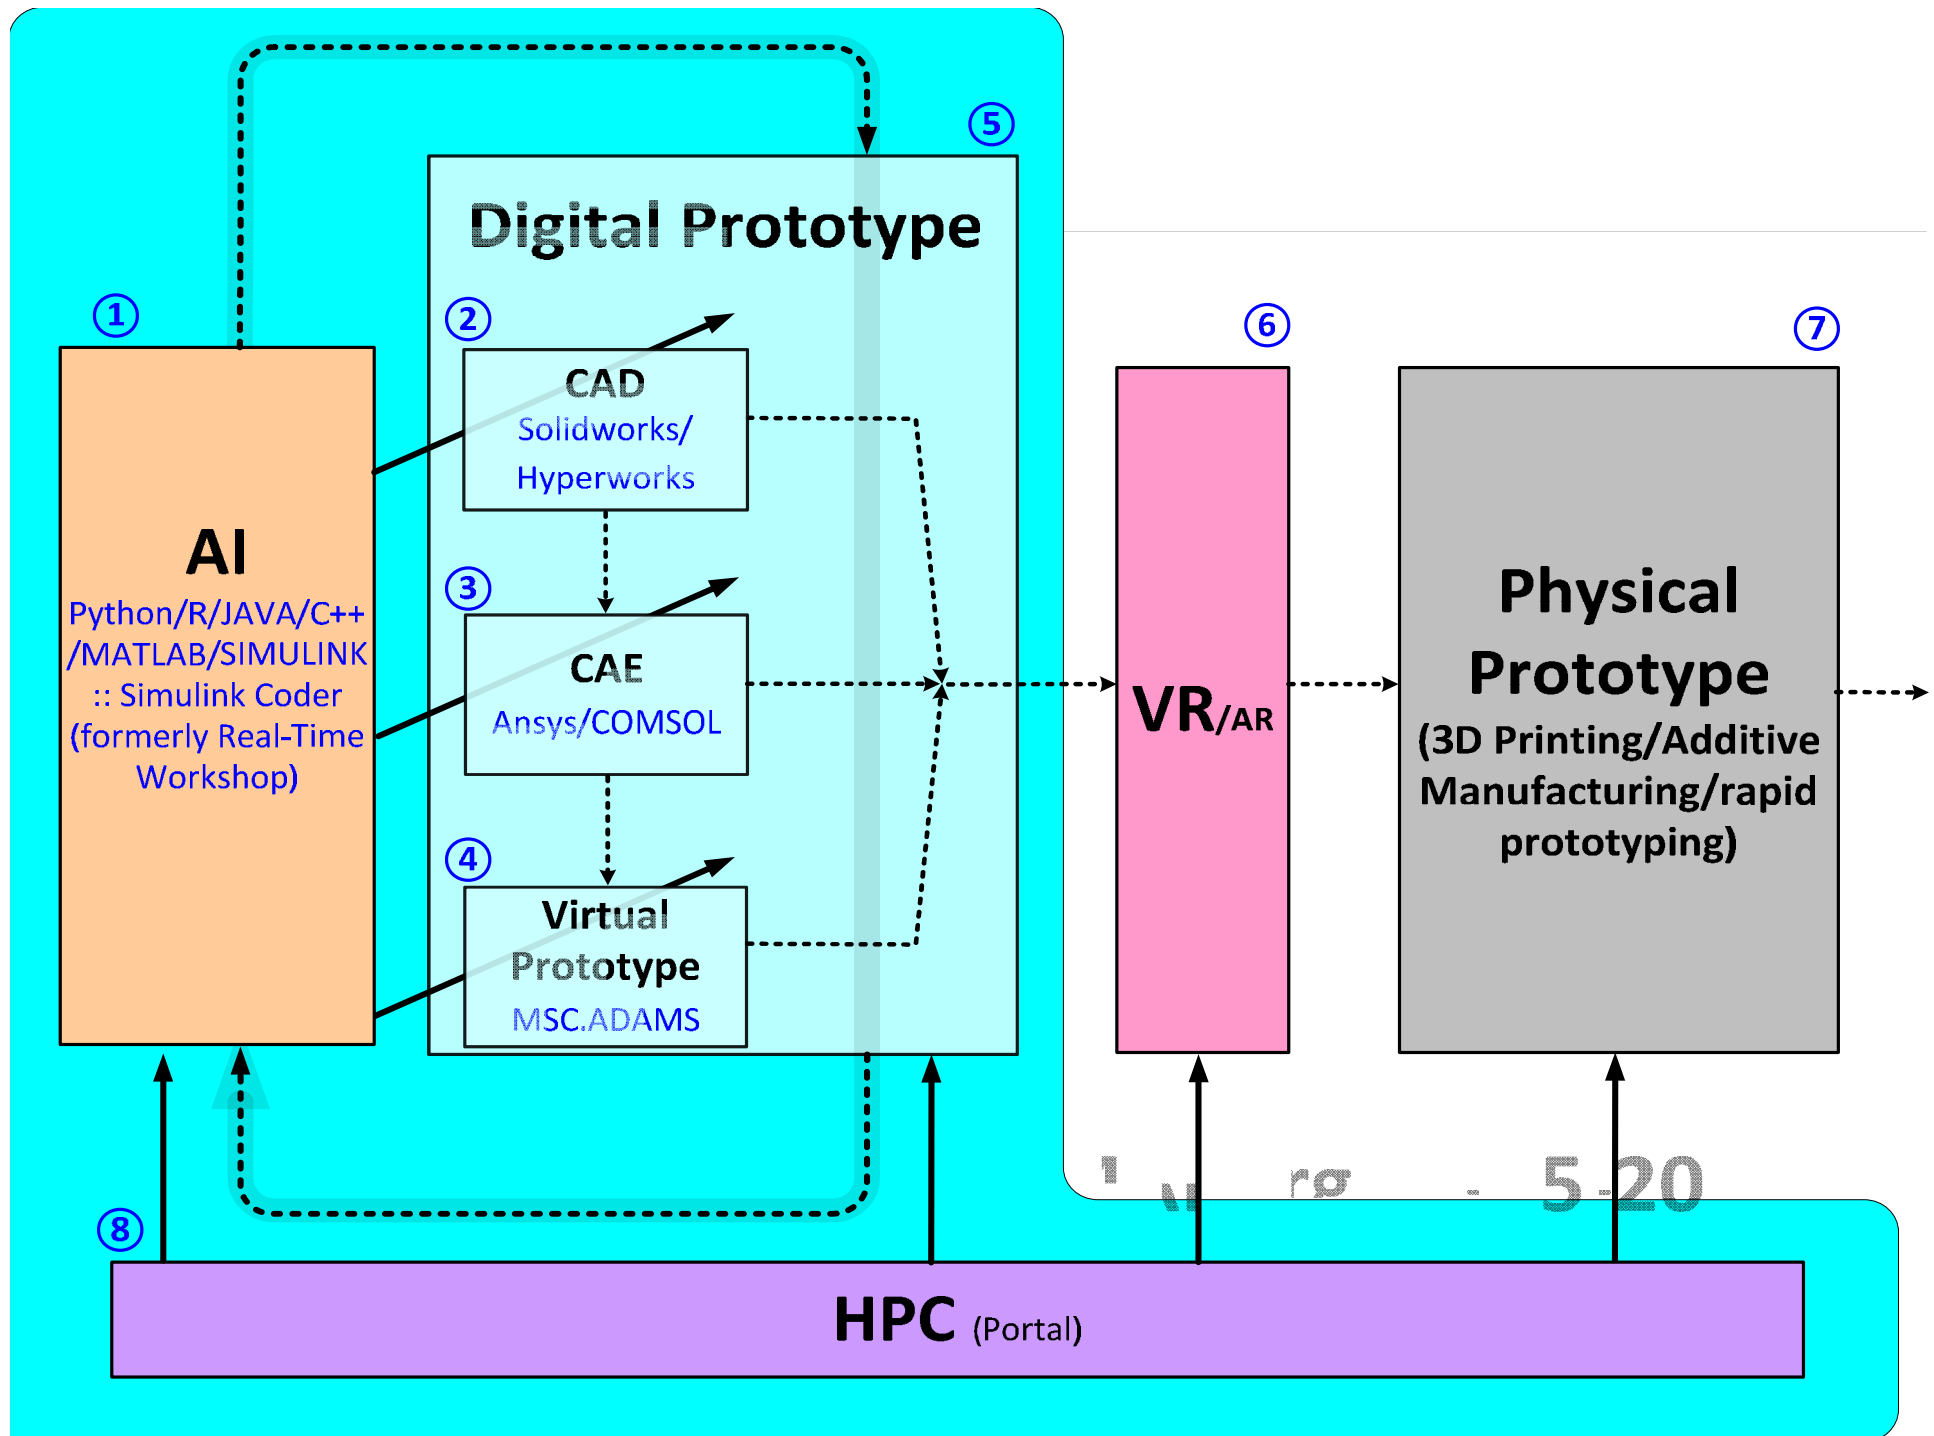 ⑤
Digital Prototype
①
②
CAD
Solidworks/
Hyperworks
⑥
⑦
AI
Python/R/JAVA/C++
/MATLAB/SIMULINK
:: Simulink Coder
(formerly Real-Time
Workshop)
③
CAE
Ansys/COMSOL
④
Virtual
Prototype
MSC.ADAMS
VR/AR
Physical
Prototype
(3D Printing/Additive
Manufacturing/rapid
prototyping)
5-20
⑧
HPC (Portal)